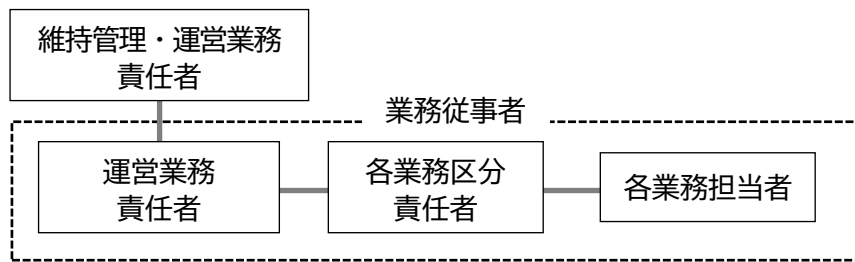 維持管理・運営業務
責任者
業務従事者
運営業務
責任者
各業務区分
責任者
各業務担当者